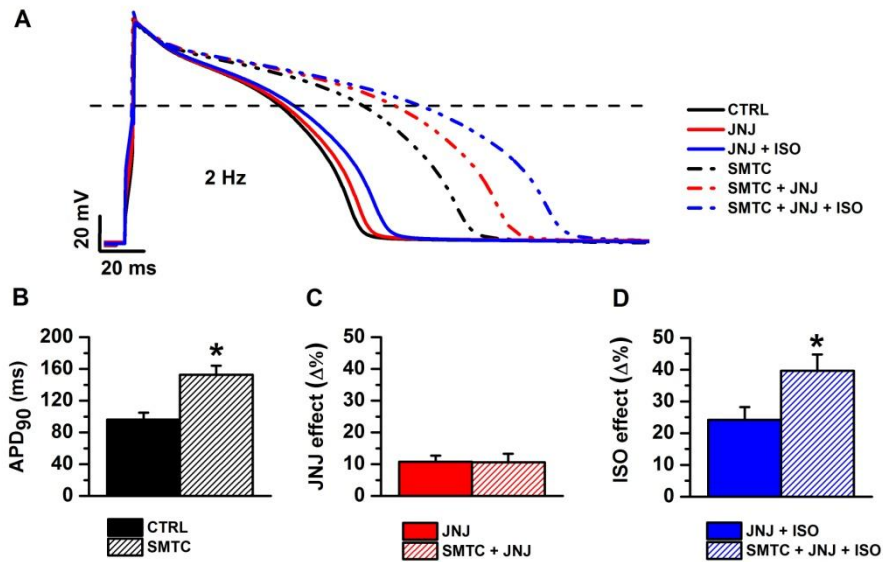 A
CTRL
JNJ
JNJ + ISO
SMTC
SMTC + JNJ
SMTC + JNJ + ISO
2 Hz
20 mV
20 ms
B
C
D
APD90 (ms)
200
160
120
80
40
0
*
CTRL
SMTC
JNJ effect (Δ%)
50
40
30
20
10
0
JNJ
SMTC + JNJ
ISO effect (Δ%)
50
40
30
20
10
0
*
JNJ + ISO
SMTC + JNJ + ISO